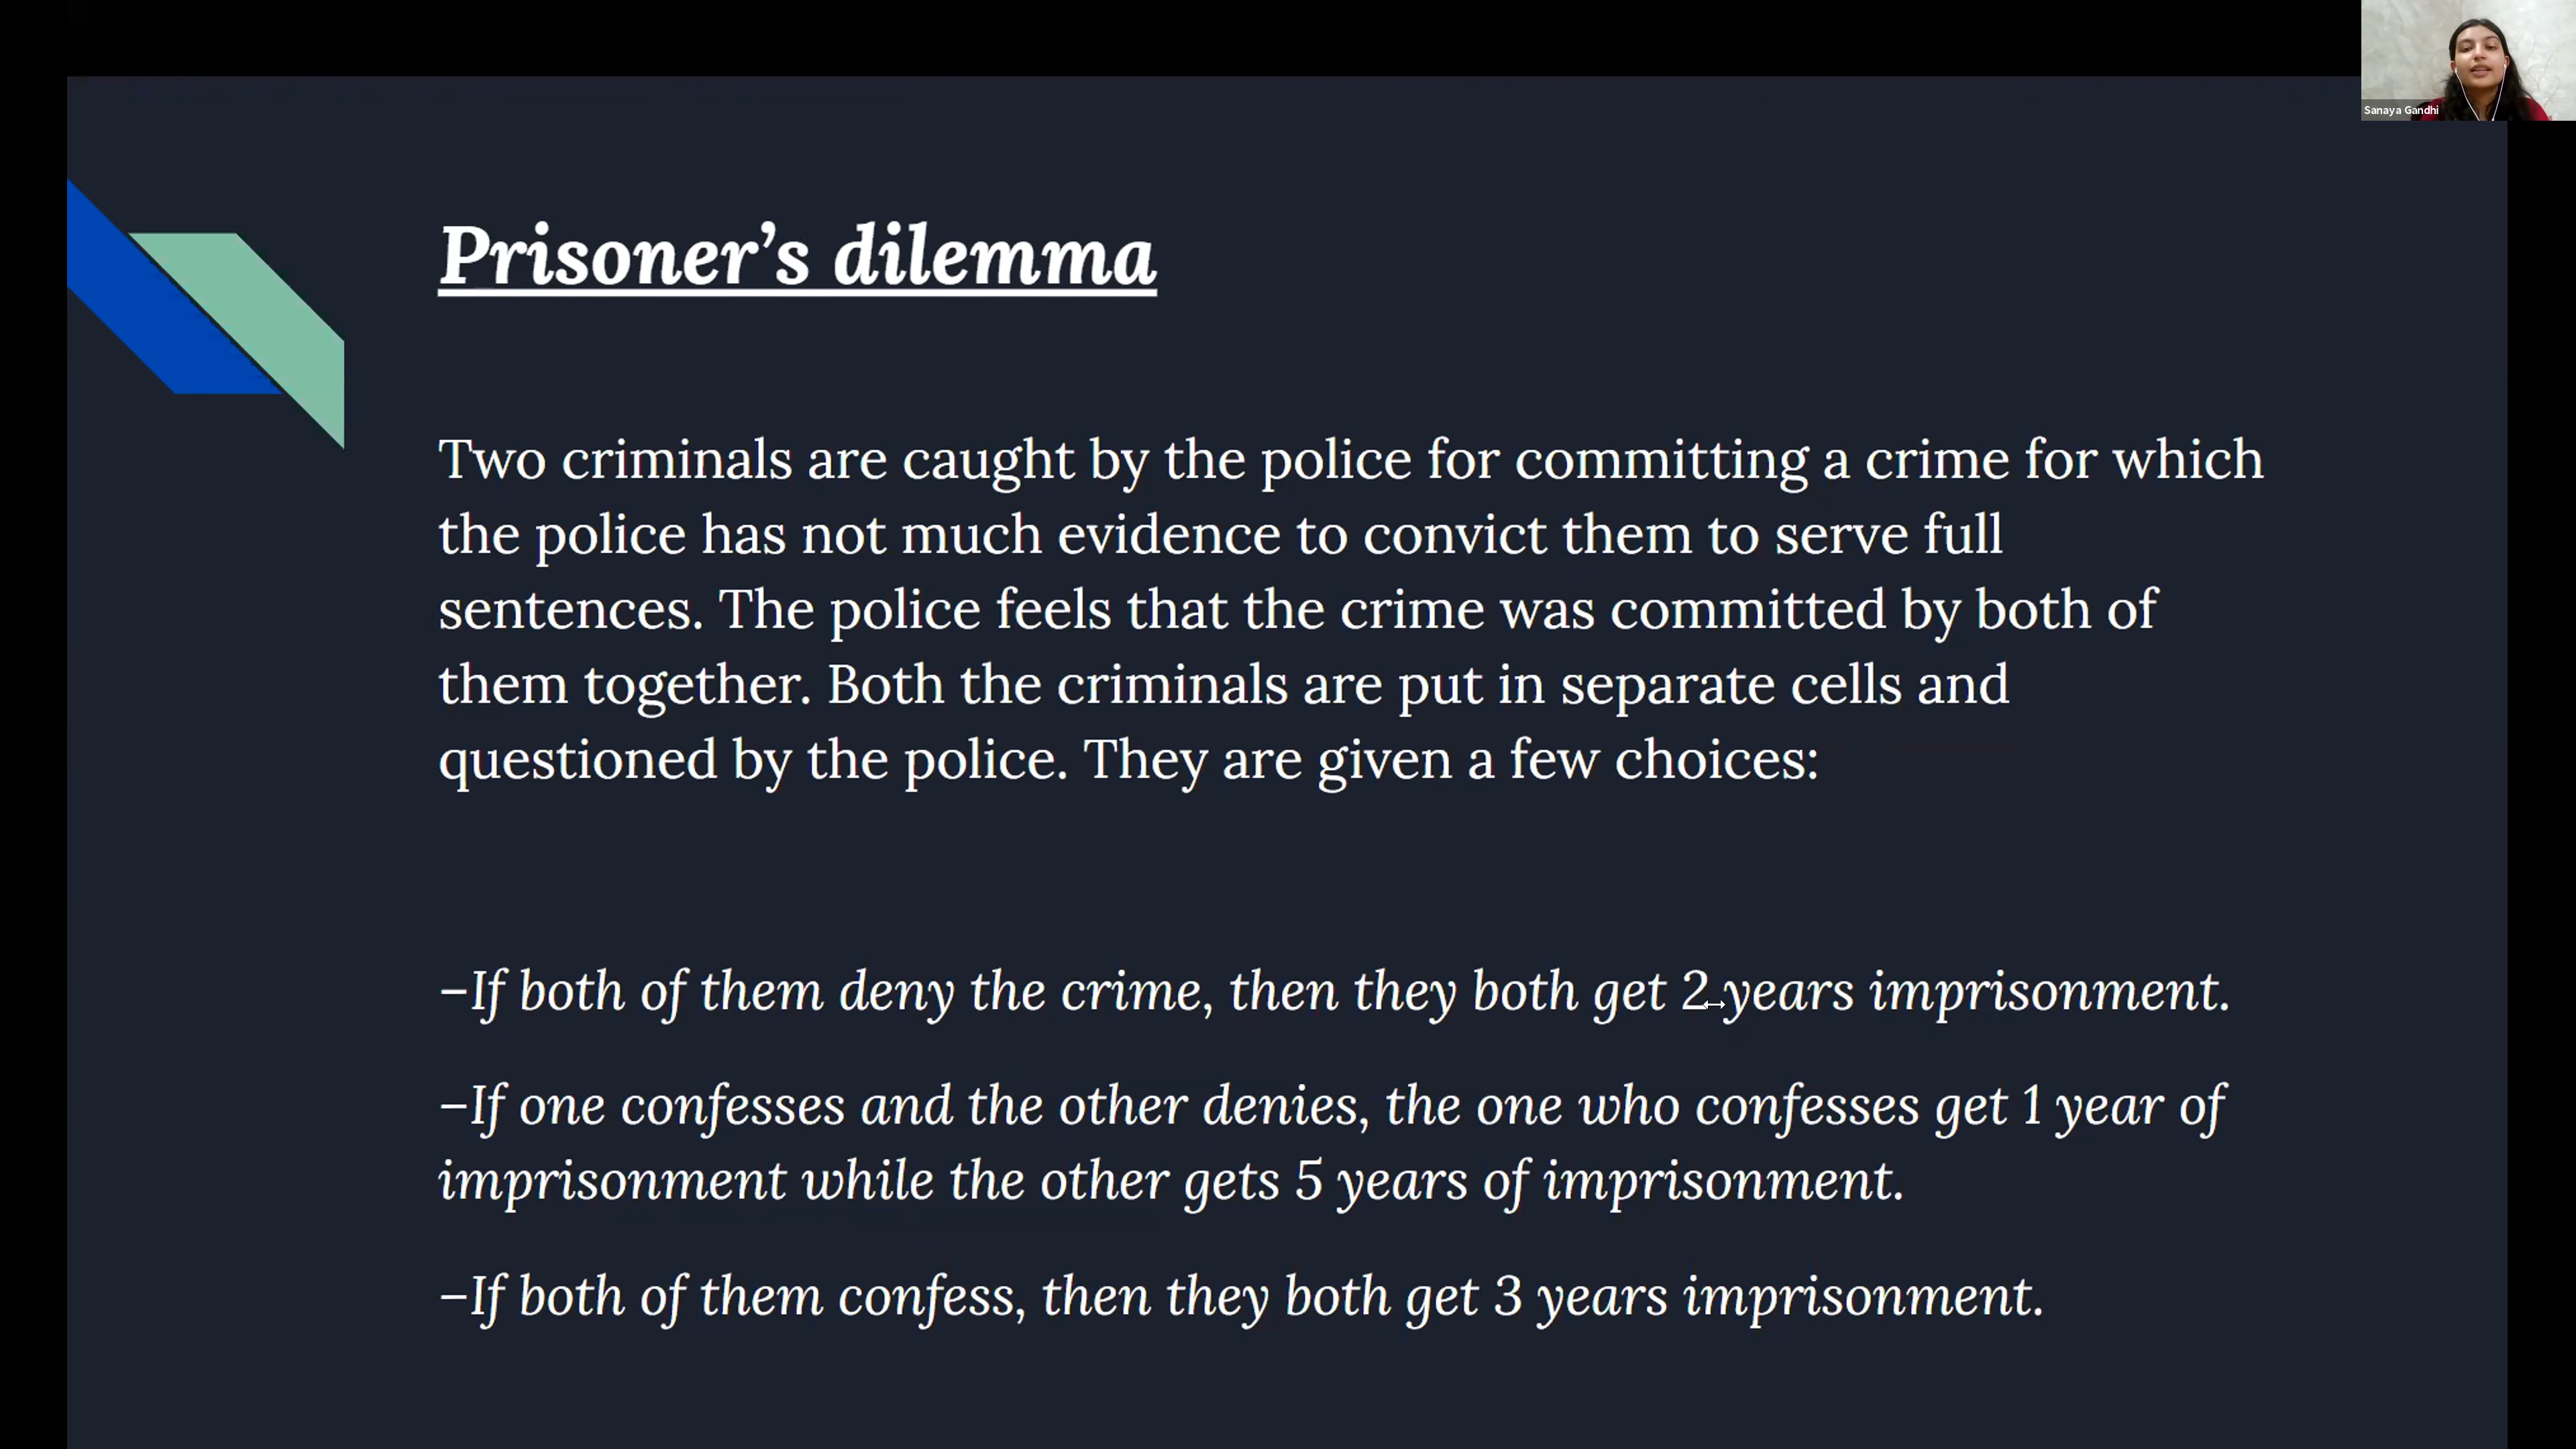 Sanaya Gandhi
Prisoner’s dilemma
Two criminals are caught by the police for committing a crime for which
the police has not much evidence to convict them to serve full
sentences. The police feels that the crime was committed by both of
them together. Both the criminals are put in separate cells and
questioned by the police. They are given a few choices:
–If both of them deny the crime, then they both get 2 years imprisonment.
–If one confesses and the other denies, the one who confesses get 1 year of
imprisonment while the other gets 5 years of imprisonment.
–If both of them confess, then they both get 3 years imprisonment.